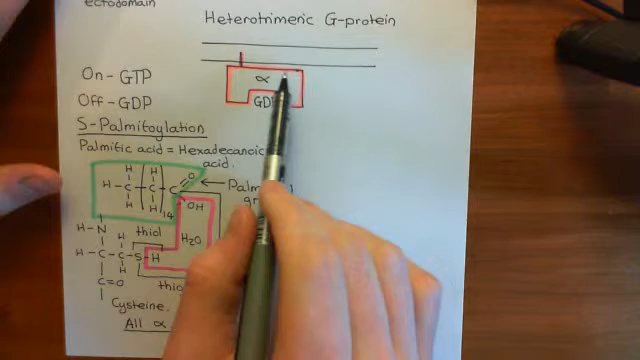 ectodomain
Heterotrimeric G-protein
On - GTP
Off - GDP
α
S-Palmitoylation
Palmitic acid = Hexadecanoic
acid.
H H O
H - C - C - C
H H 14 OH
H - N H thiol H₂O
H - C - C - S - H
H
C = O
Cysteine.
All α